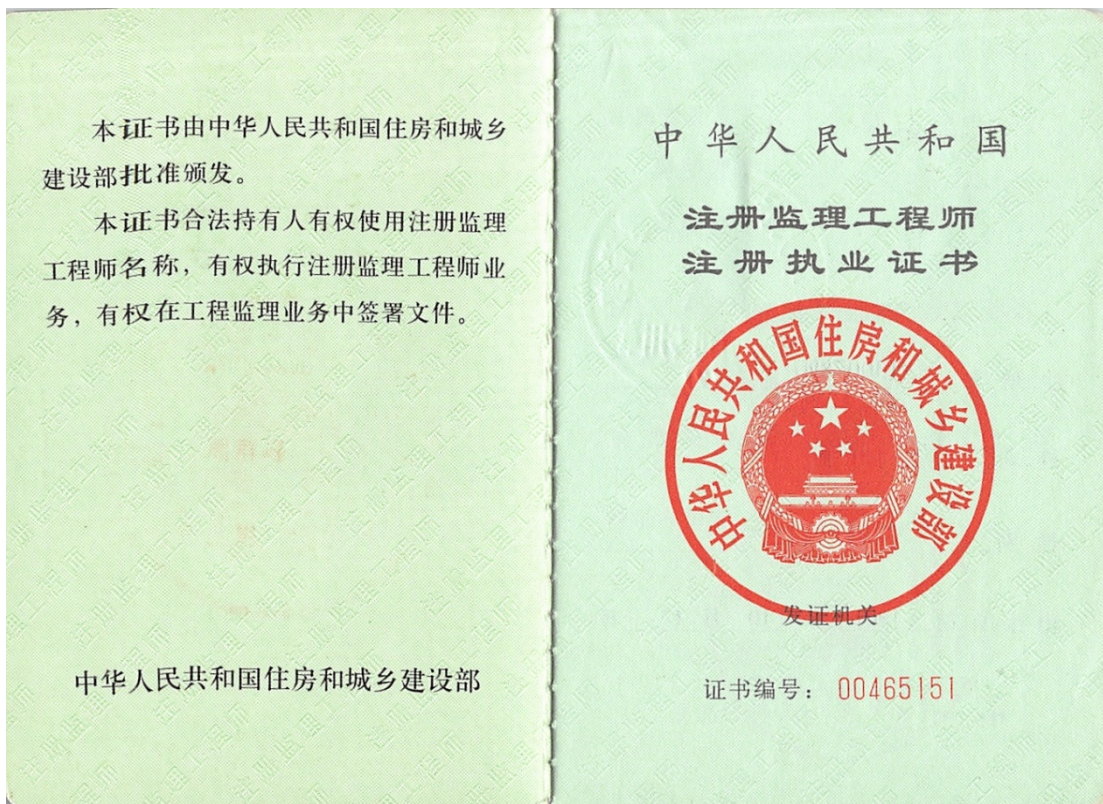 本证书由中华人民共和国住房和城乡
建设部批准颁发。
本证书合法持有人有权使用注册监理
工程师名称，有权执行注册监理工程师业
务，有权在工程监理业务中签署文件。
中华人民共和国住房和城乡建设部
中华人民共和国
注册监理工程师
注册执业证书
中华人民共和国住房和城乡建设部
发证机关
证书编号：00465151